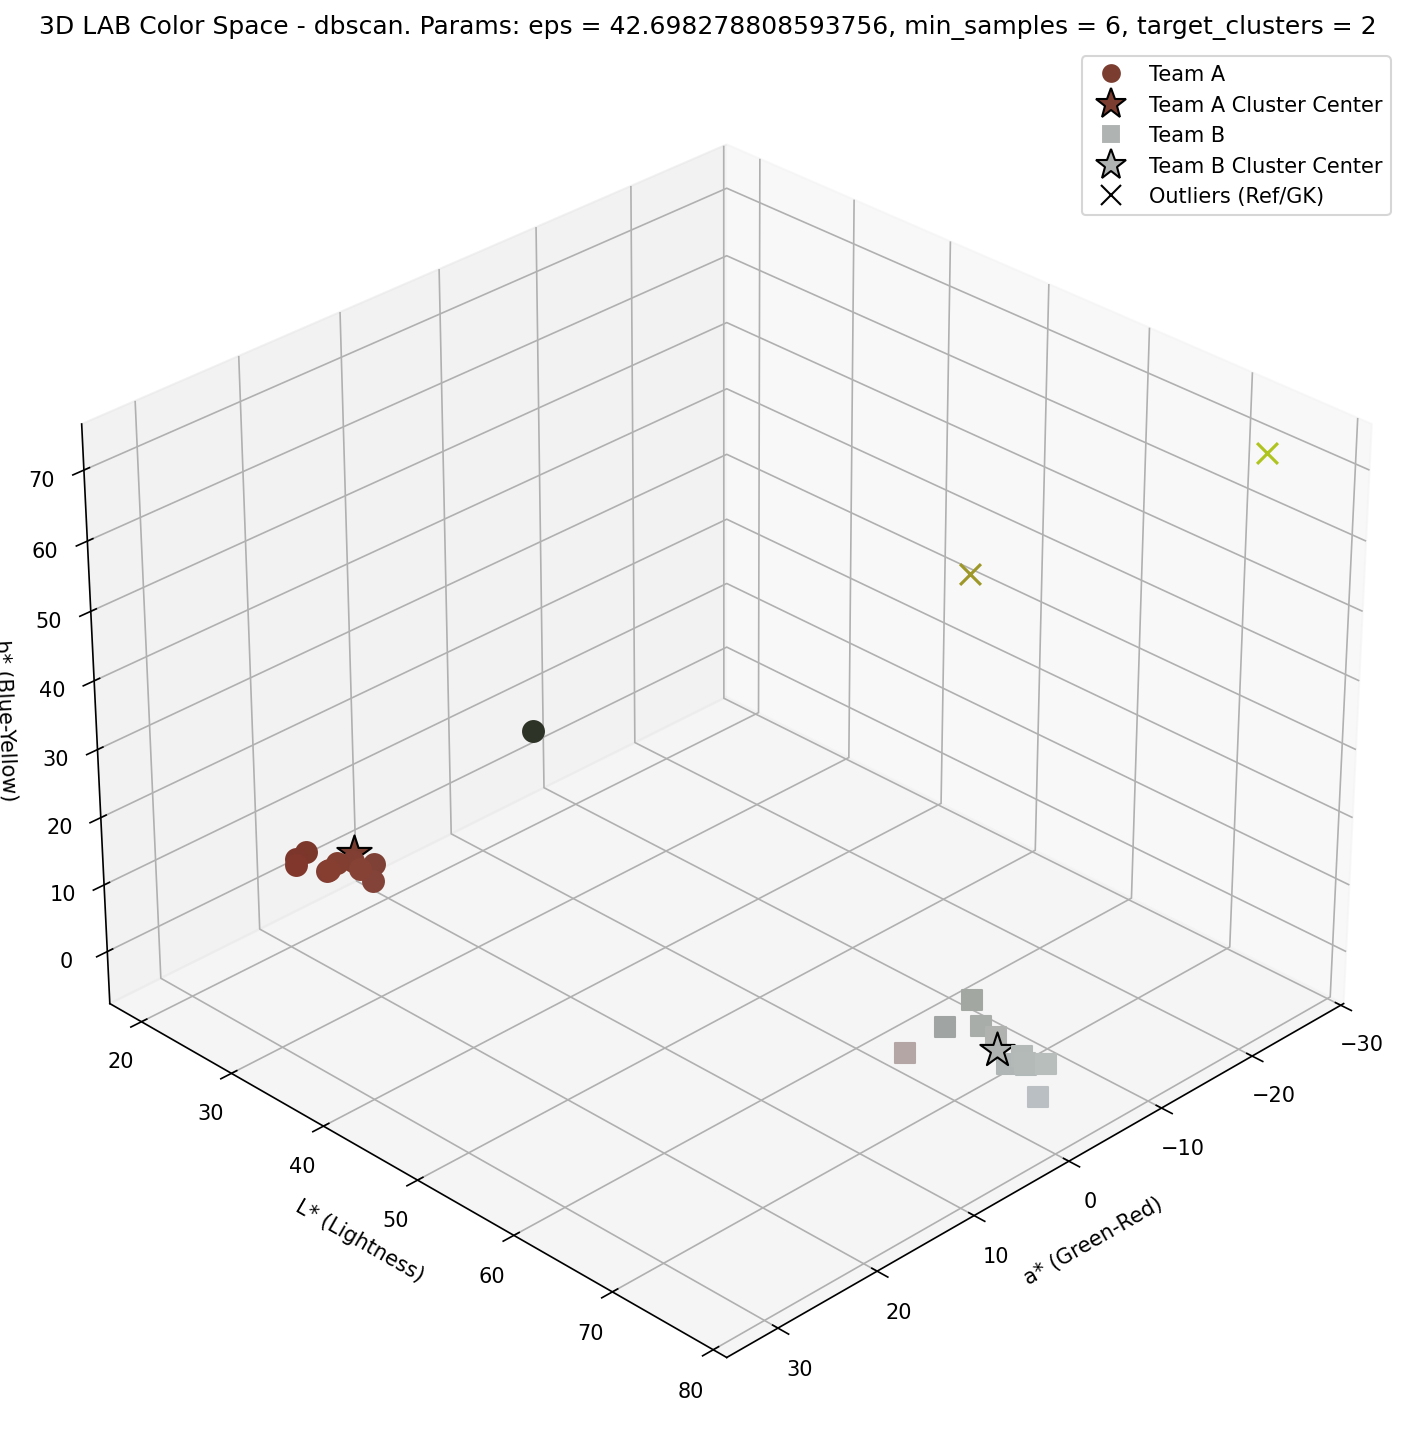 3D LAB Color Space - dbscan. Params: eps = 42.698278808593756, min_samples = 6, target_clusters = 2
Team A
Team A Cluster Center
Team B
Team B Cluster Center
Outliers (Ref/GK)
70
60
50
40
30
20
10
0
b* (Blue-Yellow)
20
30
40
50
60
70
80
L* (Lightness)
−30
−20
−10
0
10
20
30
a* (Green-Red)